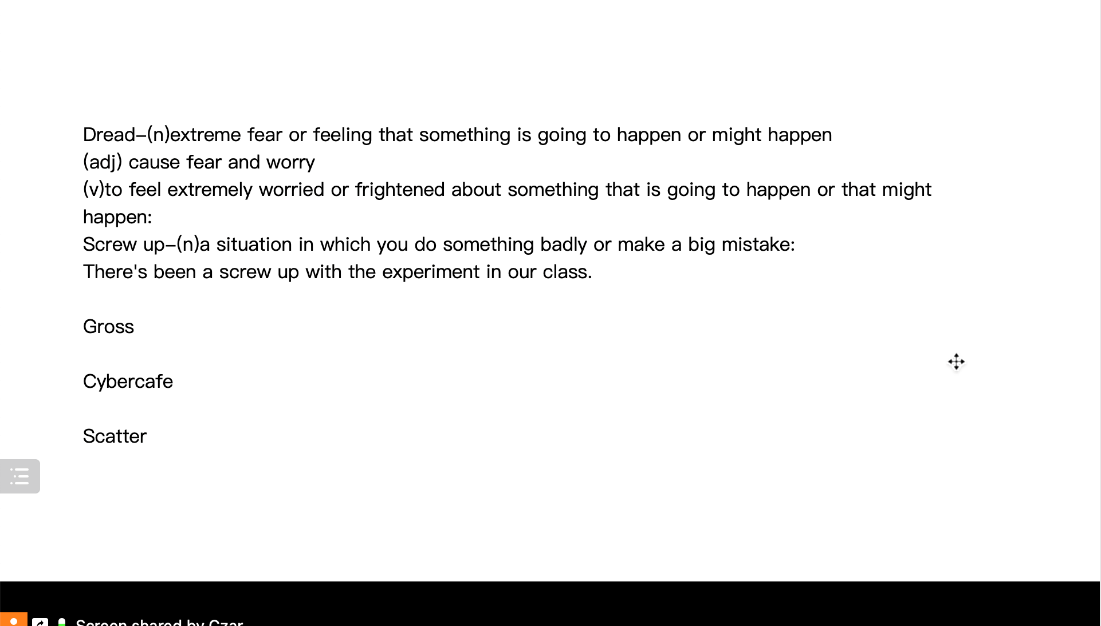 Dread–(n)extreme fear or feeling that something is going to happen or might happen
(adj) cause fear and worry
(v)to feel extremely worried or frightened about something that is going to happen or that might
happen:
Screw up–(n)a situation in which you do something badly or make a big mistake:
There's been a screw up with the experiment in our class.
Gross
Cybercafe
Scatter
Screen shared by Czar